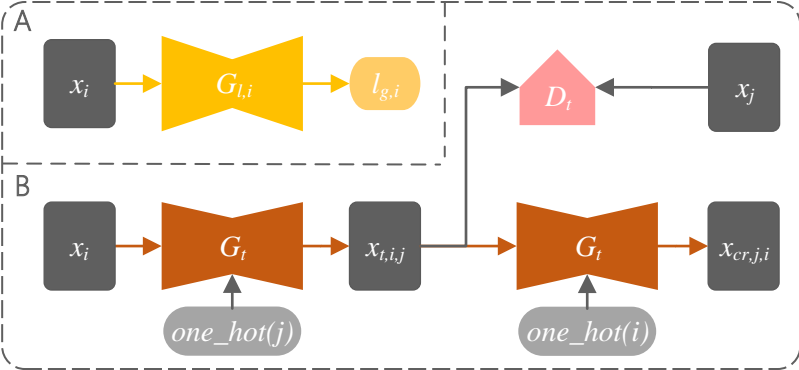 A
x_i
G_{l,i}
l_{g,i}
D_t
x_j
B
x_i
G_t
x_{t,i,j}
G_t
x_{cr,j,i}
one_hot(j)
one_hot(i)